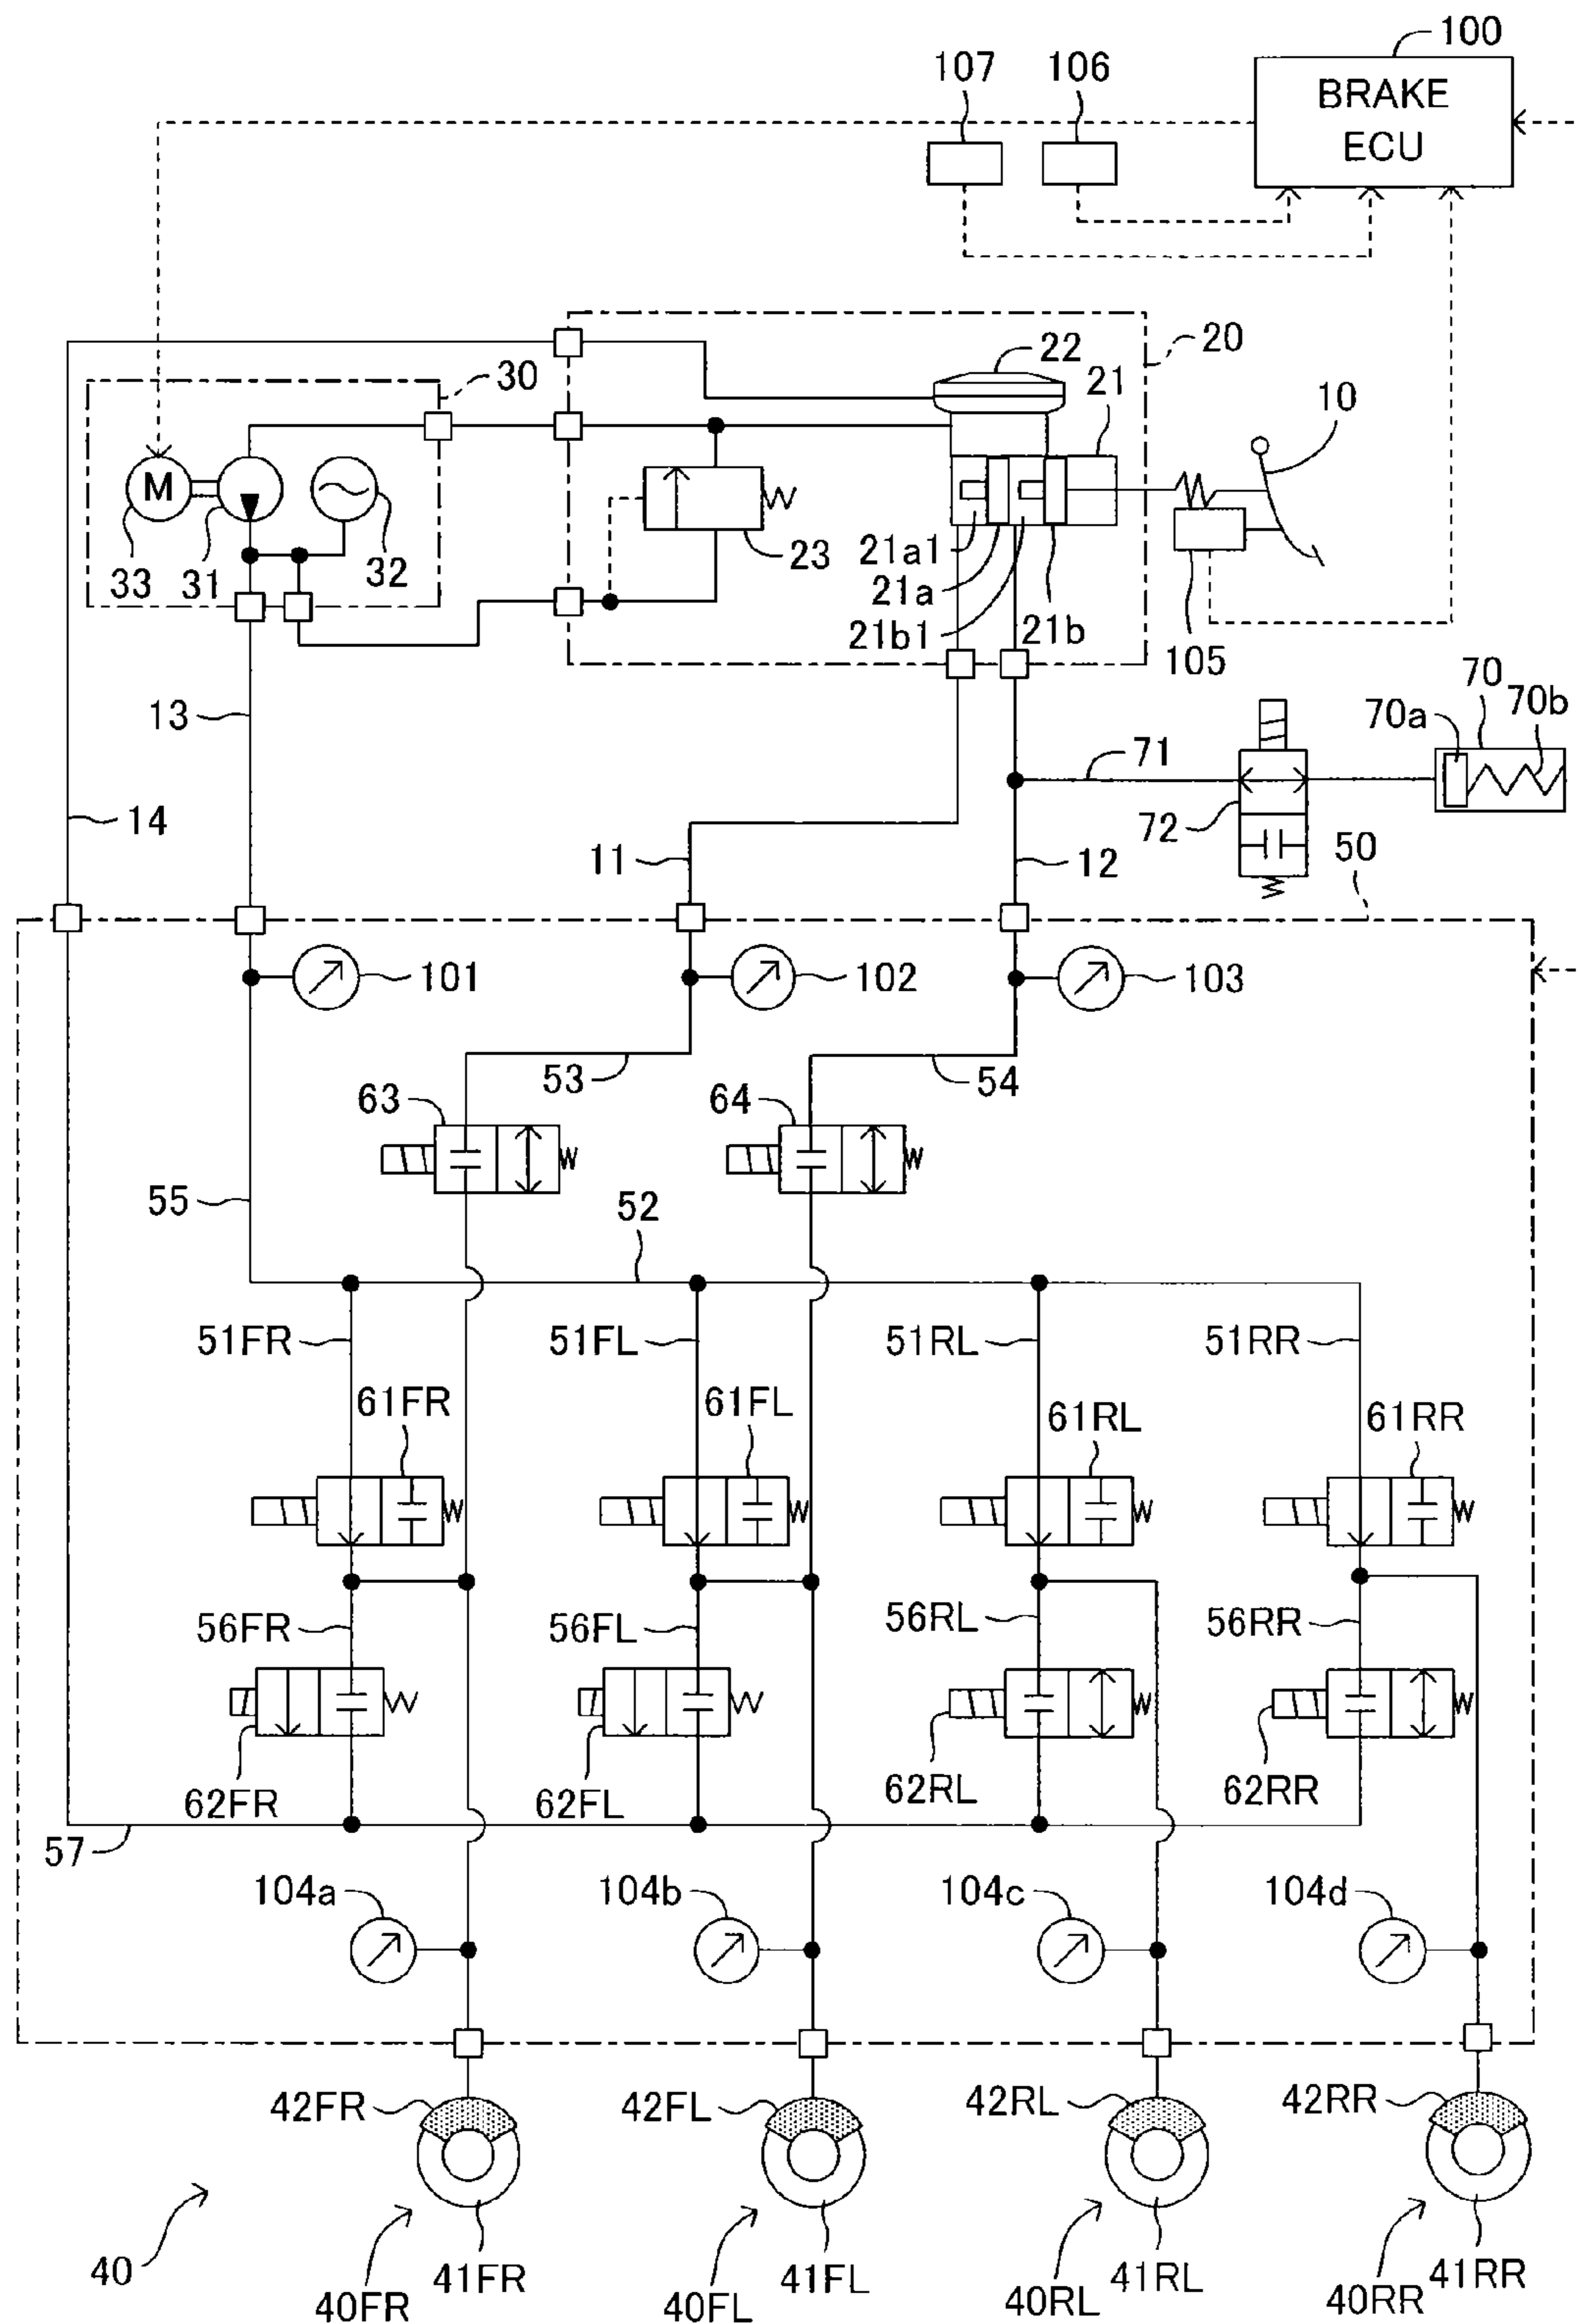 100
107 106
BRAKE
ECU
20
22
30
21
10
M
23
21a1
33 31 32
21a
21b1 21b
105
70
13
70a 70b
71
14
72
11 12
50
101 102 103
53 54
63 64
55
52
51FR 51FL 51RL 51RR
61FR 61FL 61RL 61RR
56FR 56FL 56RL 56RR
62FR 62FL 62RL 62RR
57
104a 104b 104c 104d
42FR 42FL 42RL 42RR
40
41FR 41FL 41RL 41RR
40FR 40FL 40RL 40RR